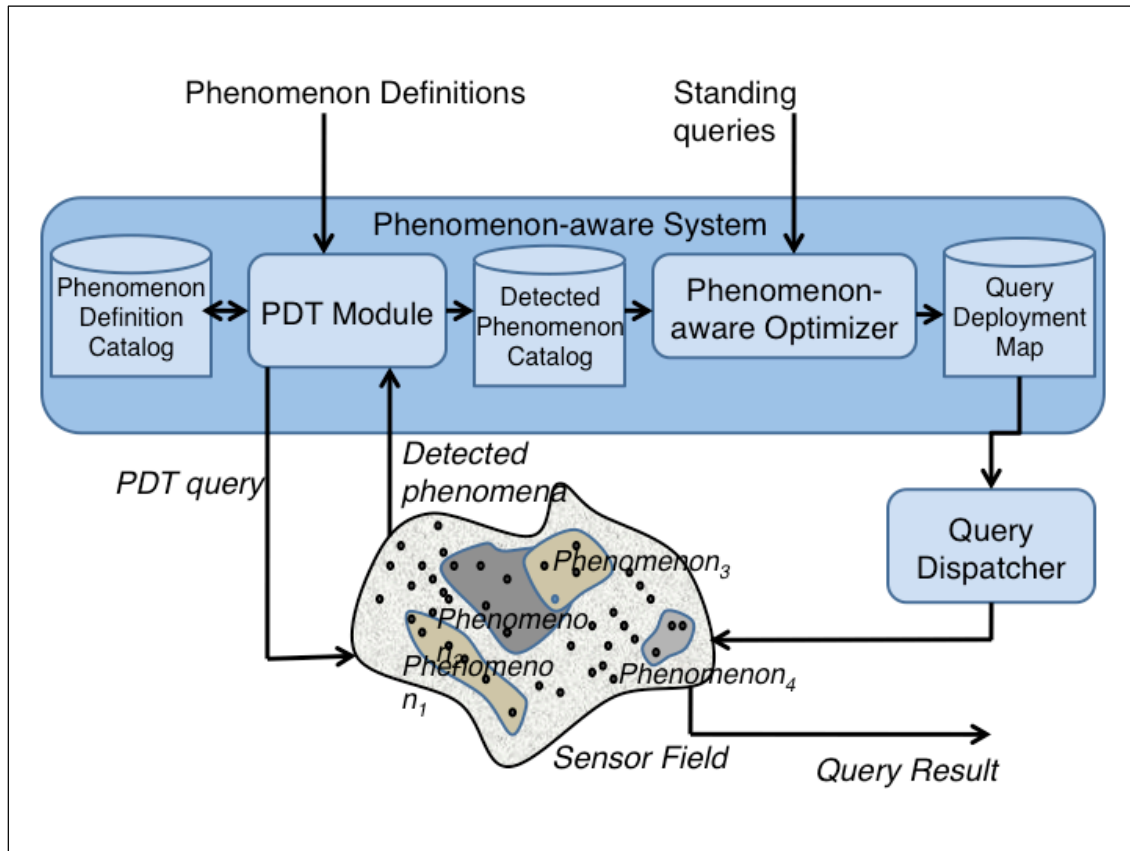 Phenomenon Definitions
Standing
queries
Phenomenon-aware System
Phenomenon
Definition
Catalog
PDT Module
Detected
Phenomenon
Catalog
Phenomenon-
aware Optimizer
Query
Deployment
Map
PDT query
Detected
phenomena
Query
Dispatcher
Phenomenon3
Phenomeno
n2
Phenomeno
n1
Phenomenon4
Sensor Field
Query Result